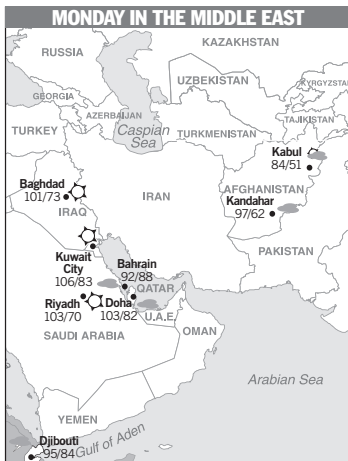 MONDAY IN THE MIDDLE EAST
KAZAKHSTAN
RUSSIA
UZBEKISTAN
KYRGYZSTAN
GEORGIA
AZERBAIJAN
TAJIKISTAN
TURKEY
Caspian
Sea
TURKMENISTAN
Kabul
84/51
Baghdad
101/73
IRAN
AFGHANISTAN
Kandahar
97/62
IRAQ
PAKISTAN
Kuwait
City
106/83
Bahrain
92/88
QATAR
Riyadh
103/70
Doha
103/82
U.A.E.
SAUDI ARABIA
OMAN
Arabian Sea
YEMEN
Djibouti
95/84
Gulf of Aden